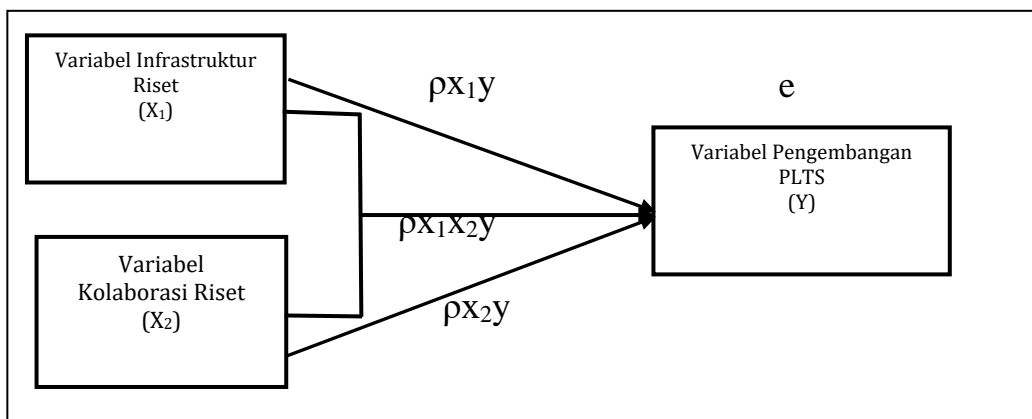 Variabel Infrastruktur
Riset
(X₁)
ρx₁y
e
Variabel Pengembangan
PLTS
(Y)
ρx₁x₂y
Variabel
Kolaborasi Riset
(X₂)
ρx₂y